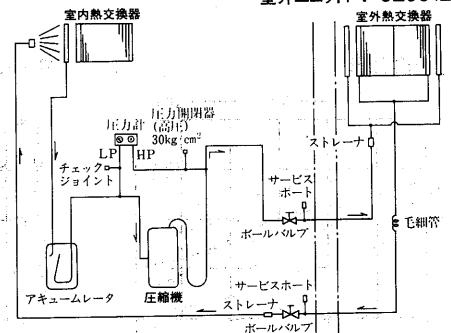 室内熱交換器
室外熱交換器
圧力計
圧力開閉器
(高圧)
30kg/cm²
LP
HP
チェック
ジョイント
ストレーナ
サービス
ポート
ボールバルブ
毛細管
アキュームレータ
圧縮機
サービスポート
ストレーナ
ボールバルブ